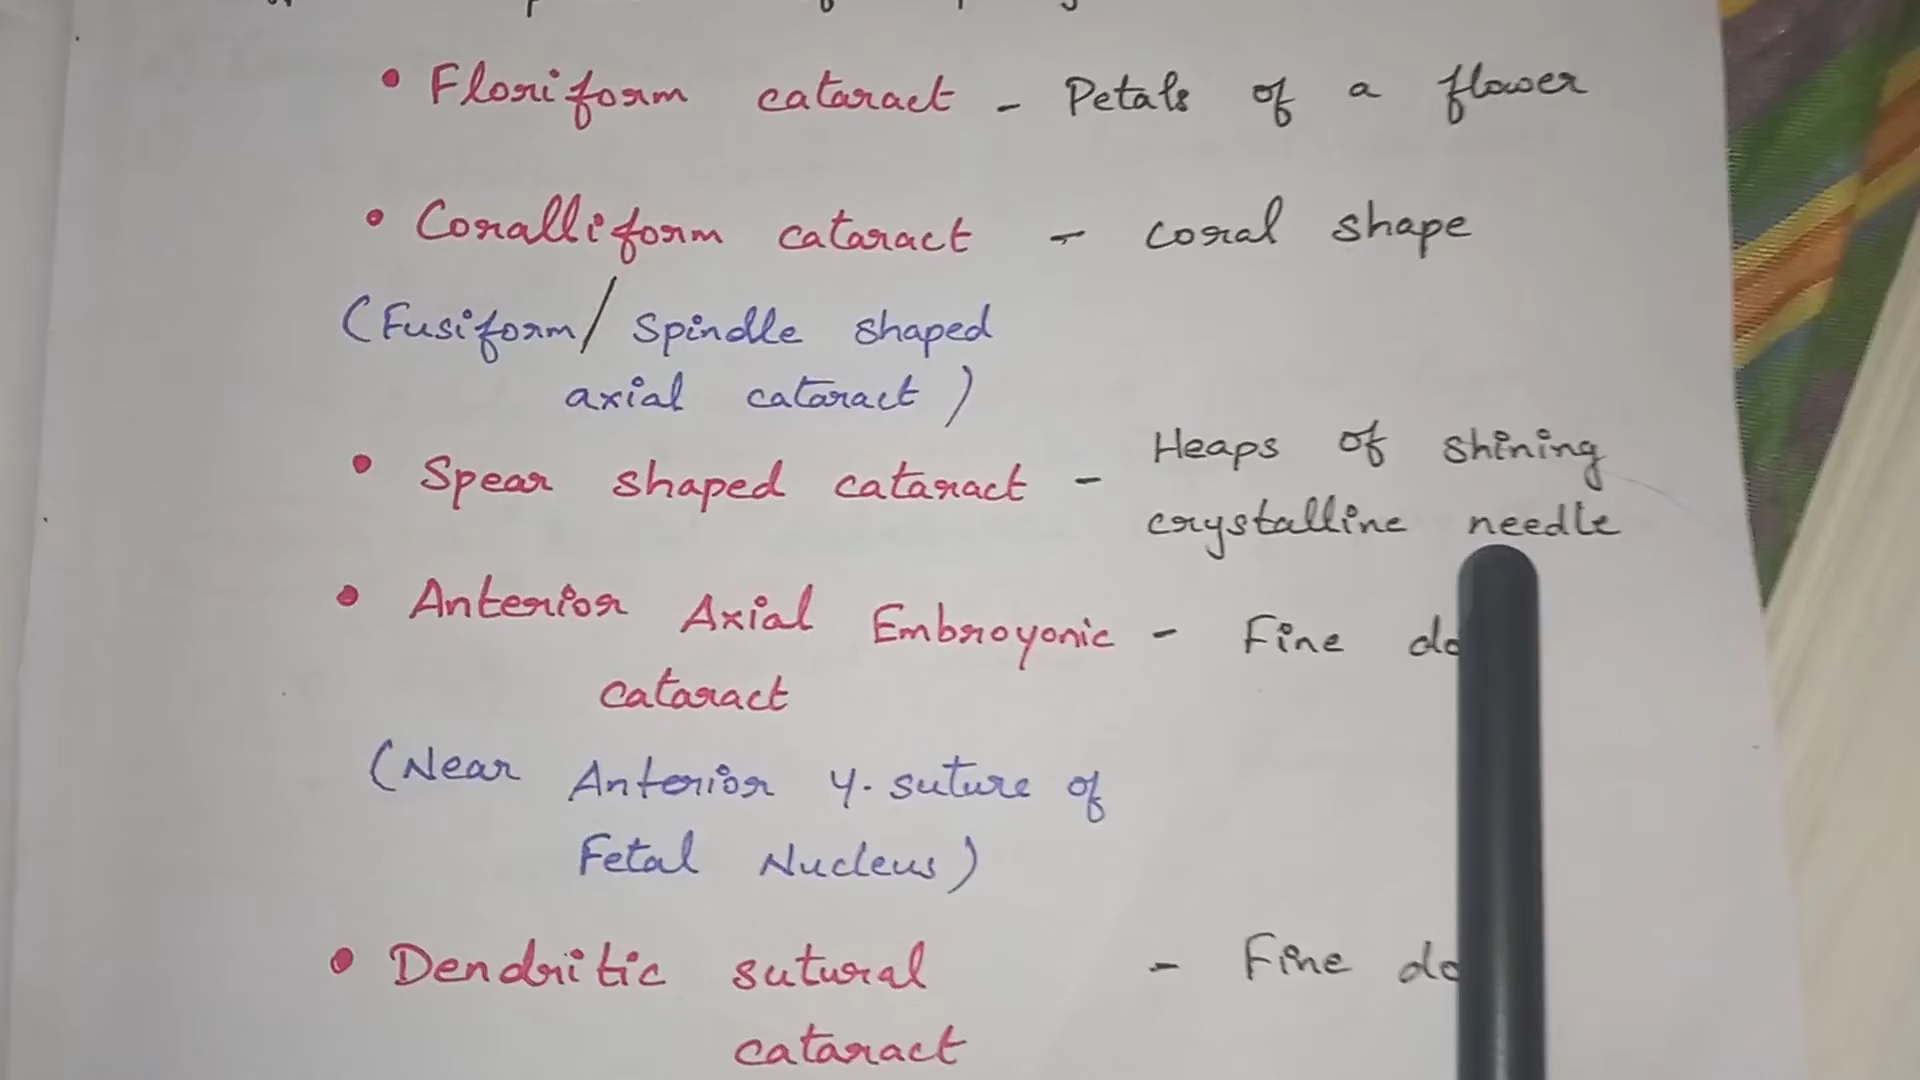 • Floriform cataract - Petals of a flower
• Coralliform cataract - coral shape
(Fusiform/ Spindle shaped
axial cataract)
• Spear shaped cataract - Heaps of shining
crystalline needle
• Anterior Axial Embroyonic - Fine
cataract
(Near Anterior Y. suture of
Fetal Nucleus)
• Dendritic sutural - Fine
cataract